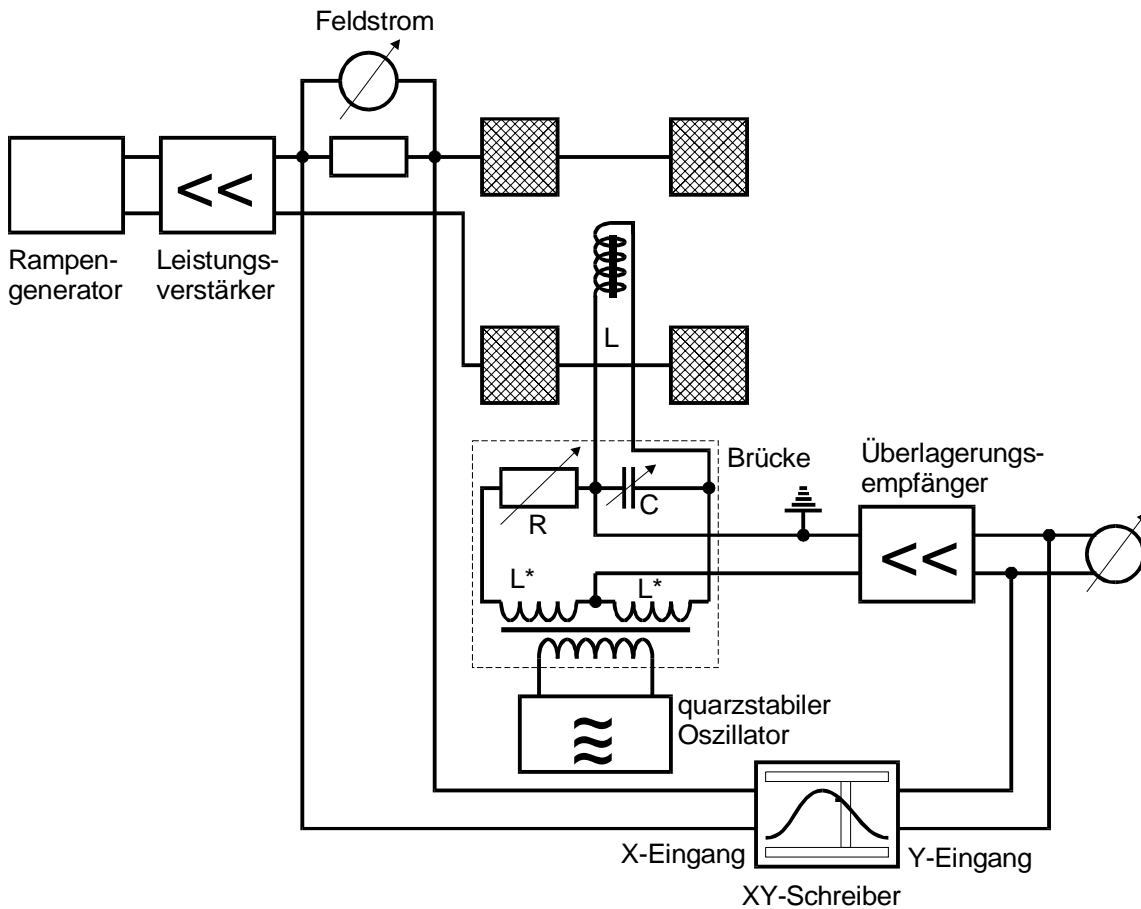 Feldstrom
<<
Rampen-
generator
Leistungs-
verstärker
L
Brücke
Überlagerungs-
empfänger
R
C
<<
L*
L*
quarzstabiler
Oszillator
X-Eingang
Y-Eingang
XY-Schreiber